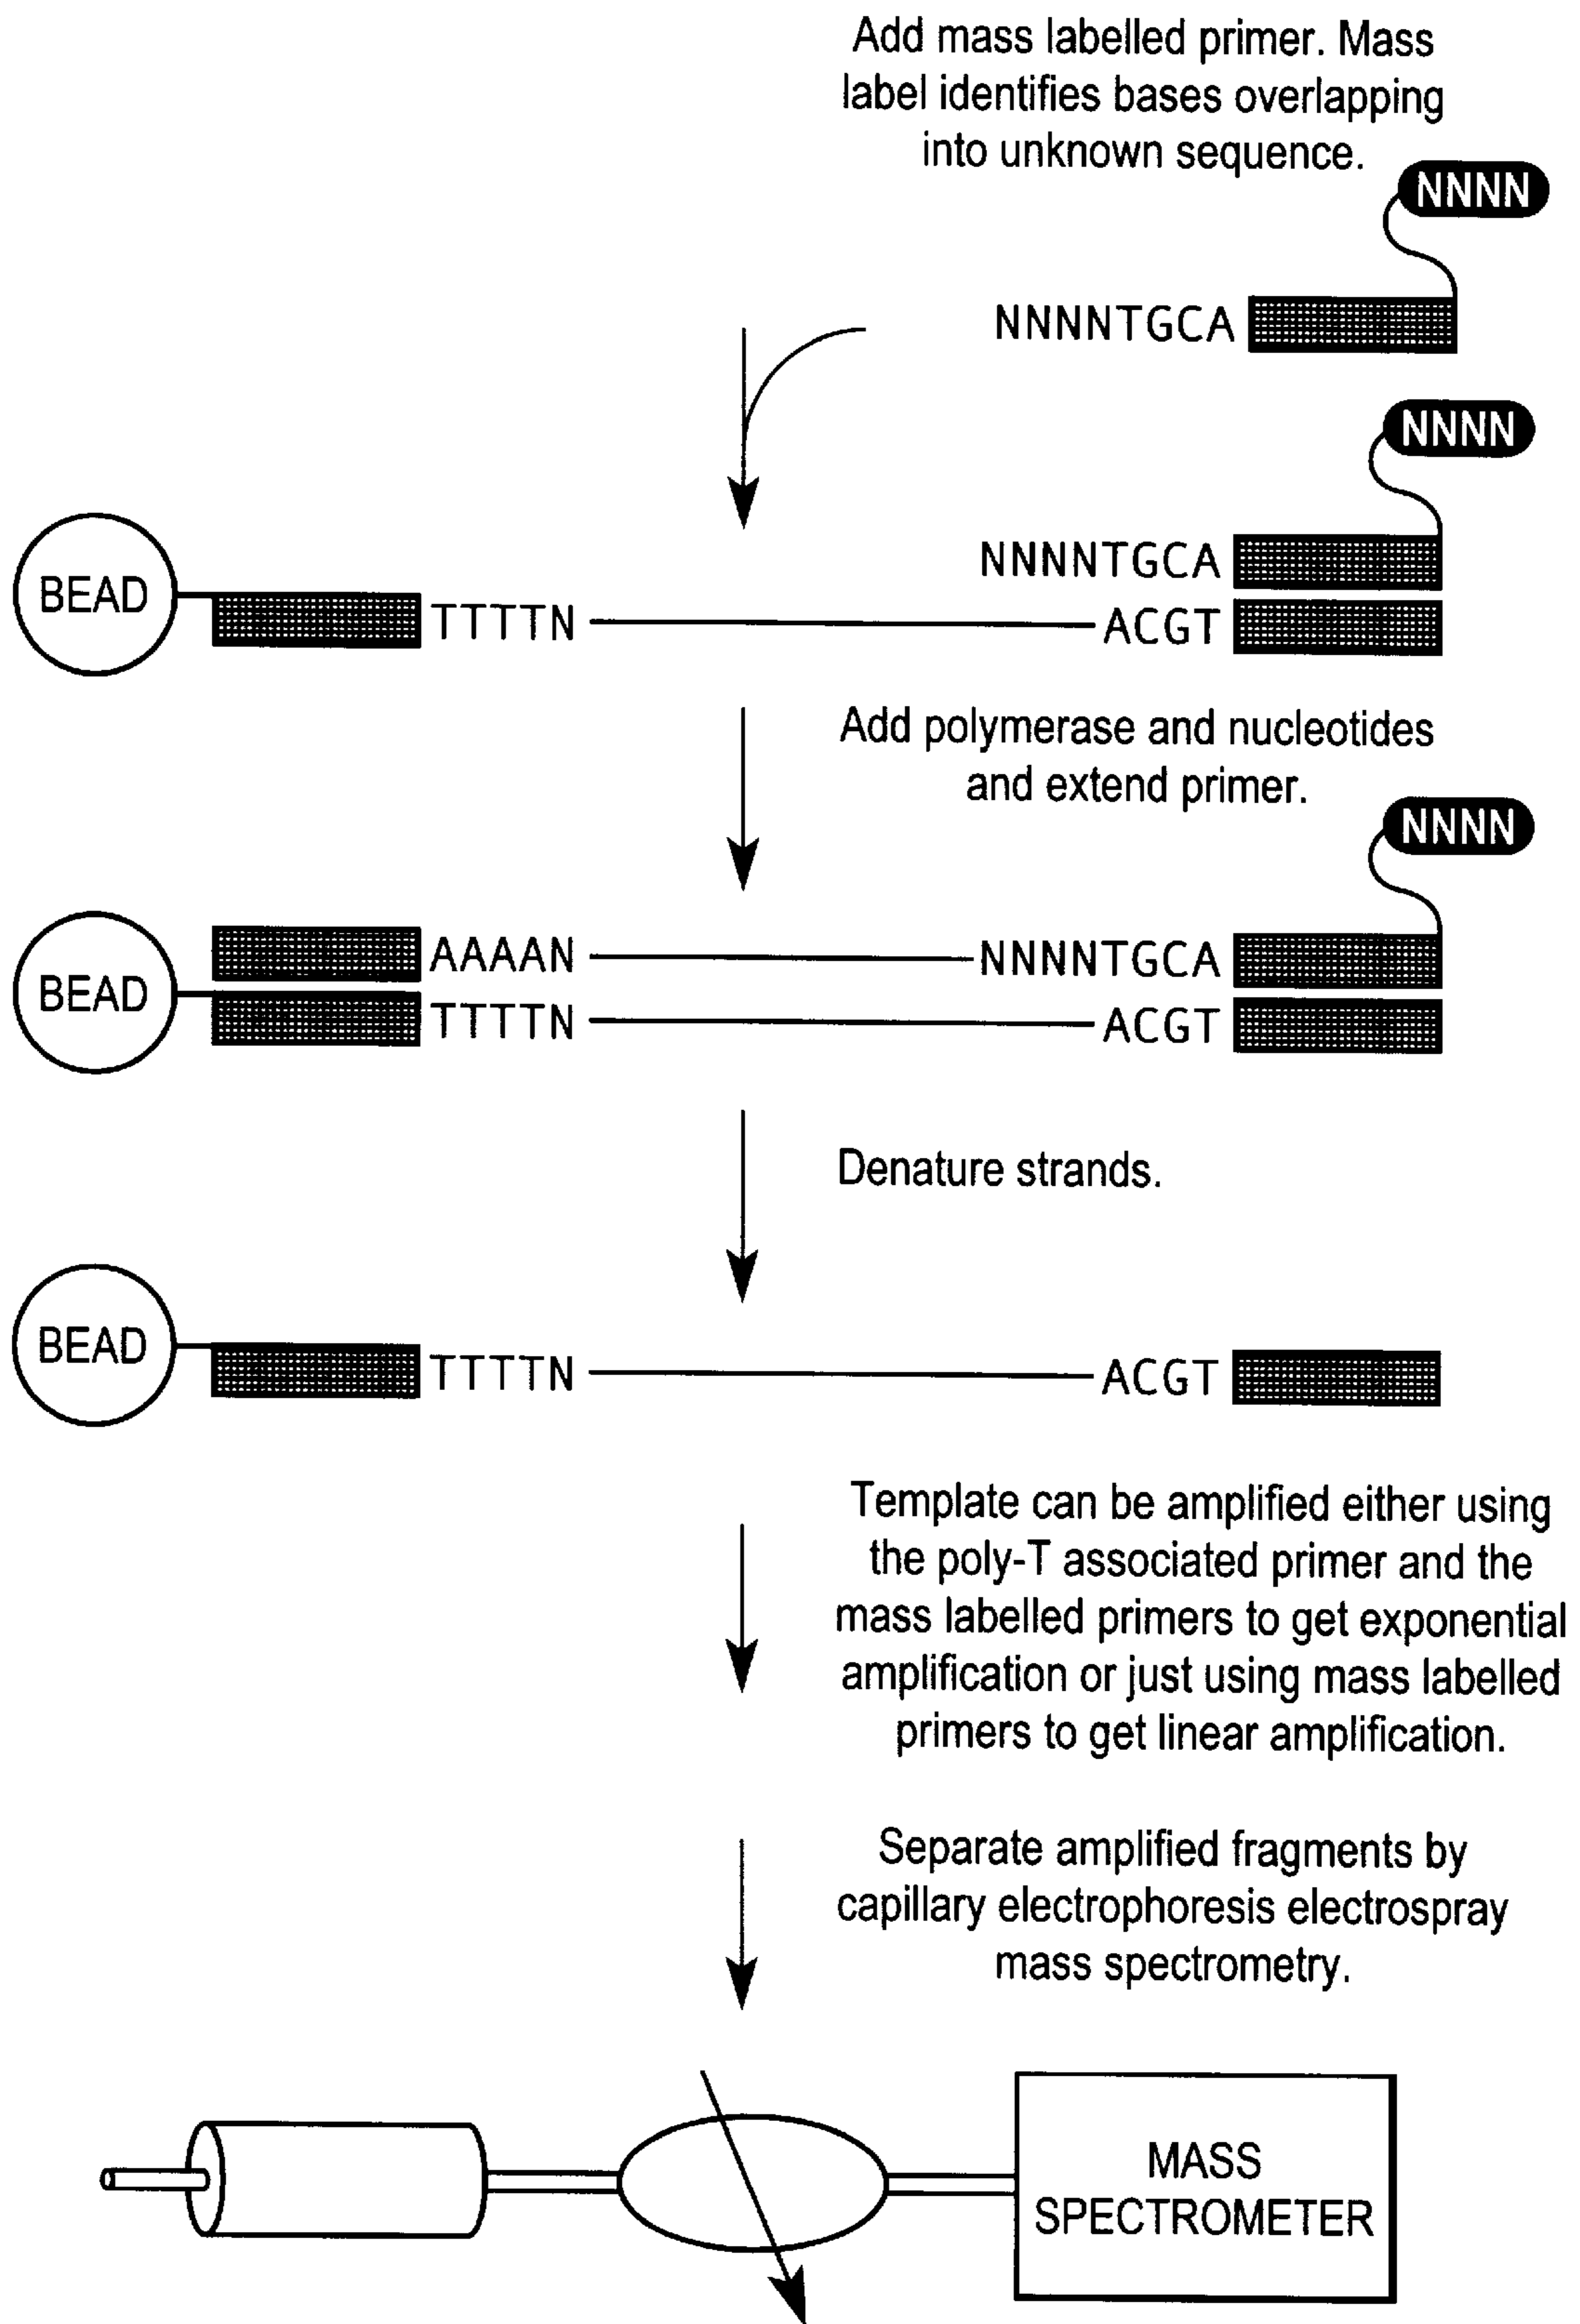 Add mass labelled primer. Mass
label identifies bases overlapping
into unknown sequence.
NNNN
NNNNTGCA
NNNN
NNNNTGCA
BEAD
TTTTN
ACGT
Add polymerase and nucleotides
and extend primer.
NNNN
AAAAN
NNNNTGCA
BEAD
TTTTN
ACGT
Denature strands.
BEAD
TTTTN
ACGT
Template can be amplified either using
the poly-T associated primer and the
mass labelled primers to get exponential
amplification or just using mass labelled
primers to get linear amplification.
Separate amplified fragments by
capillary electrophoresis electrospray
mass spectrometry.
MASS
SPECTROMETER